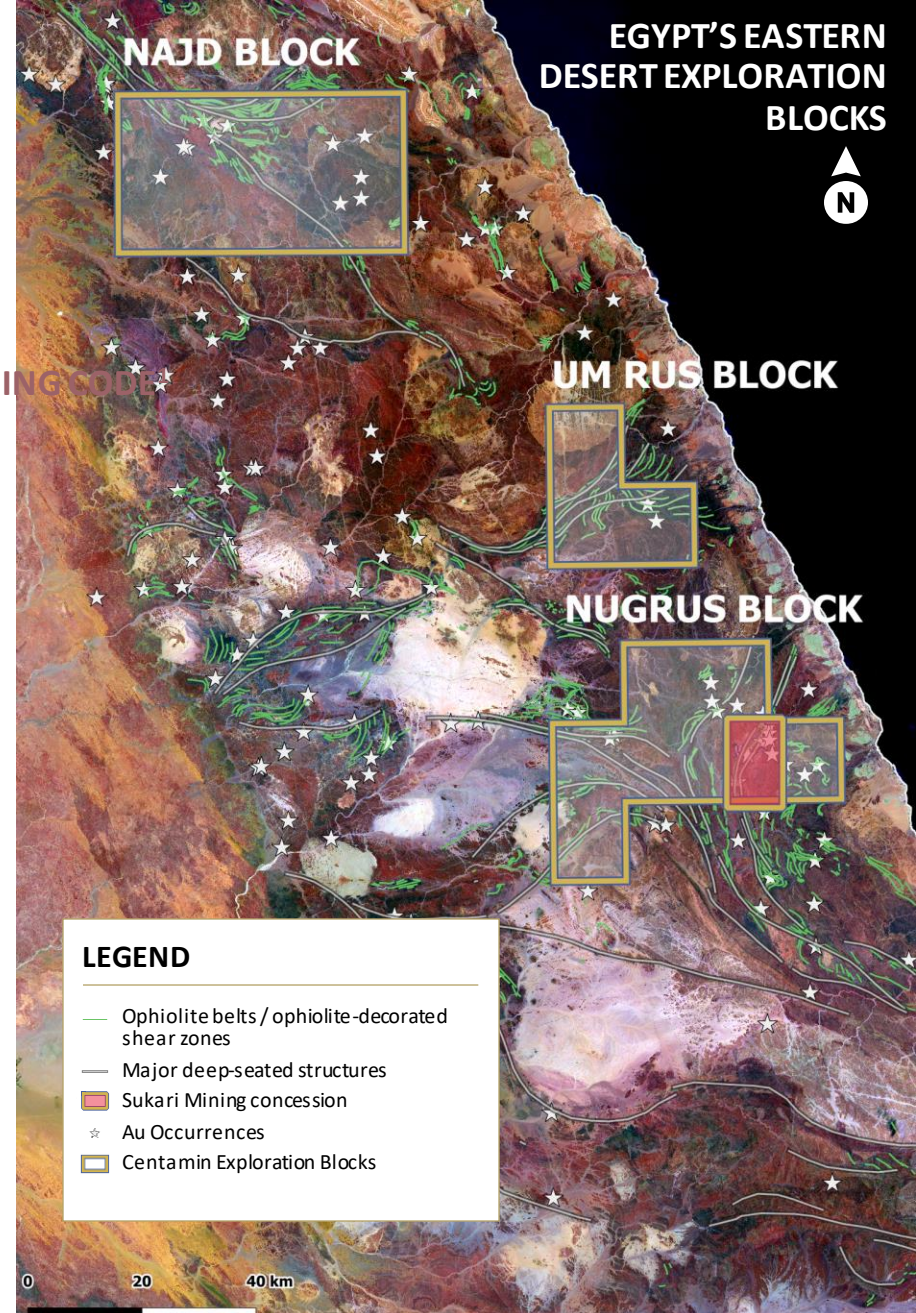 EGYPT'S EASTERN
DESERT EXPLORATION
BLOCKS
N
NAJD BLOCK
UM RUS BLOCK
ING CODE
NUGRUS BLOCK
LEGEND
Ophiolite belts / ophiolite-decorated
shear zones
Major deep-seated structures
Sukari Mining concession
Au Occurrences
Centamin Exploration Blocks
0 20 40 km